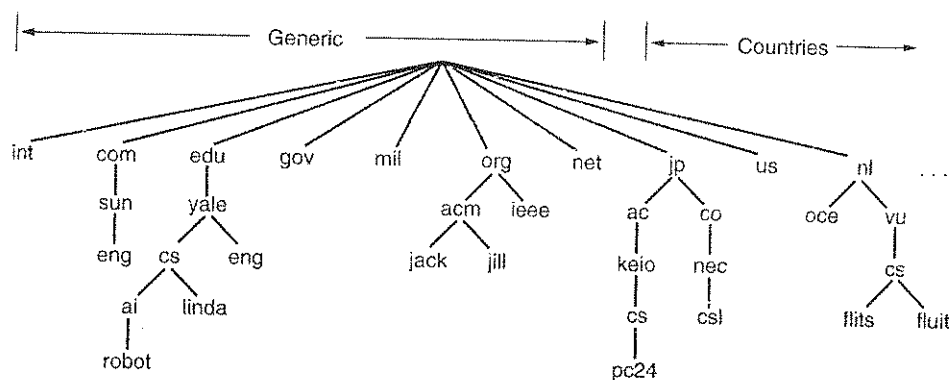 Generic
Countries
int com edu gov mil org net jp us nl ...
sun yale acm ieee ac co oce vu
eng cs eng jack jill keio nec cs
ai linda cs csl flits fluit
robot pc24